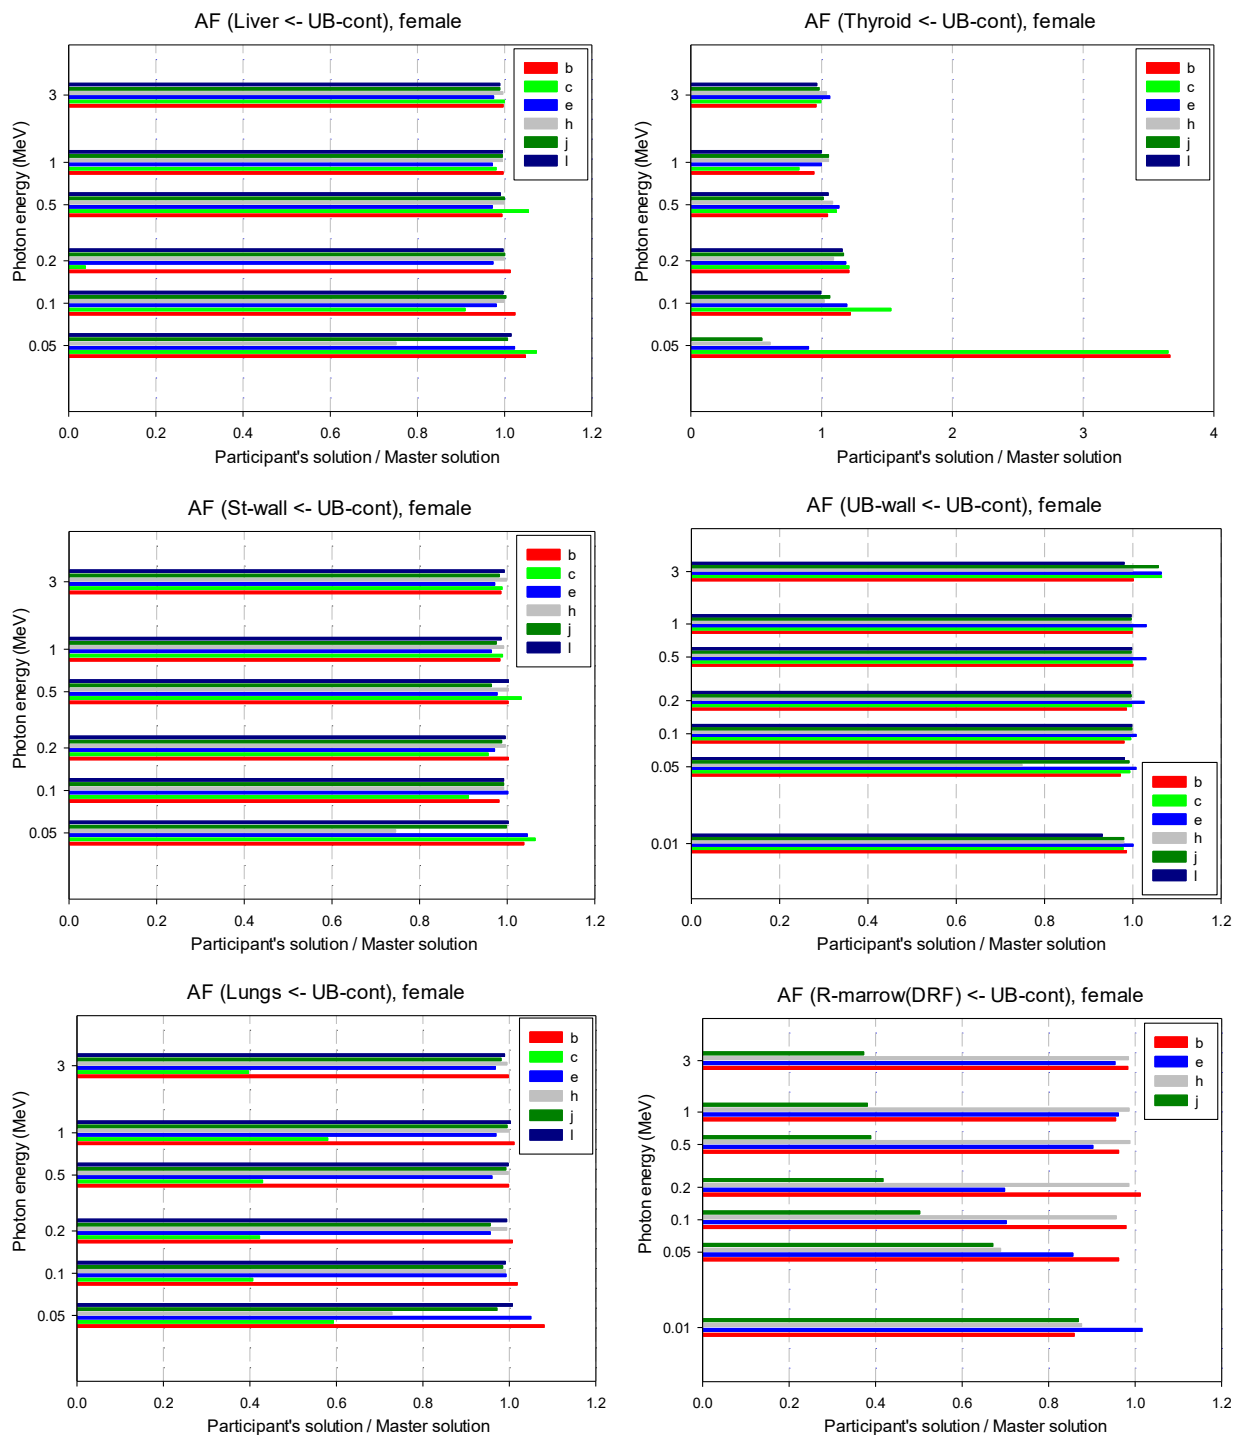 AF (Liver <- UB-cont), female
b
c
e
h
j
l
Photon energy (MeV)
3
1
0.5
0.2
0.1
0.05
0.0 0.2 0.4 0.6 0.8 1.0 1.2
Participant's solution / Master solution
AF (Thyroid <- UB-cont), female
b
c
e
h
j
l
Photon energy (MeV)
3
1
0.5
0.2
0.1
0.05
0 1 2 3 4
Participant's solution / Master solution
AF (St-wall <- UB-cont), female
b
c
e
h
j
l
Photon energy (MeV)
3
1
0.5
0.2
0.1
0.05
0.0 0.2 0.4 0.6 0.8 1.0 1.2
Participant's solution / Master solution
AF (UB-wall <- UB-cont), female
Photon energy (MeV)
3
1
0.5
0.2
0.1
0.05
0.01
b
c
e
h
j
l
0.0 0.2 0.4 0.6 0.8 1.0 1.2
Participant's solution / Master solution
AF (Lungs <- UB-cont), female
b
c
e
h
j
l
Photon energy (MeV)
3
1
0.5
0.2
0.1
0.05
0.0 0.2 0.4 0.6 0.8 1.0 1.2
Participant's solution / Master solution
AF (R-marrow(DRF) <- UB-cont), female
b
e
h
j
Photon energy (MeV)
3
1
0.5
0.2
0.1
0.05
0.01
0.0 0.2 0.4 0.6 0.8 1.0 1.2
Participant's solution / Master solution